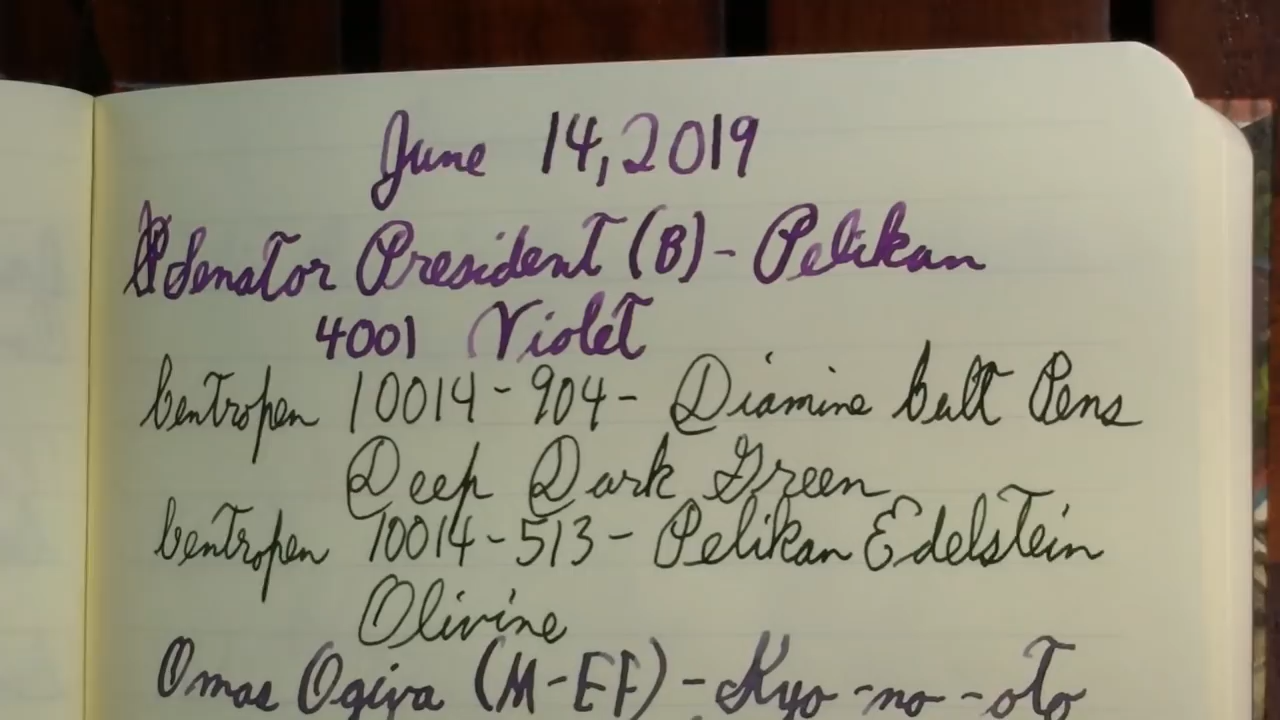 June 14, 2019
Senator President (B) - Pelikan
4001 Violet
Centropen 10014 - 904 - Diamine Cult Pens
Deep Dark Green
Centropen 10014 - 513 - Pelikan Edelstein
Olivine
Omas Ogiva (M-EF) - Kyo-no-oto